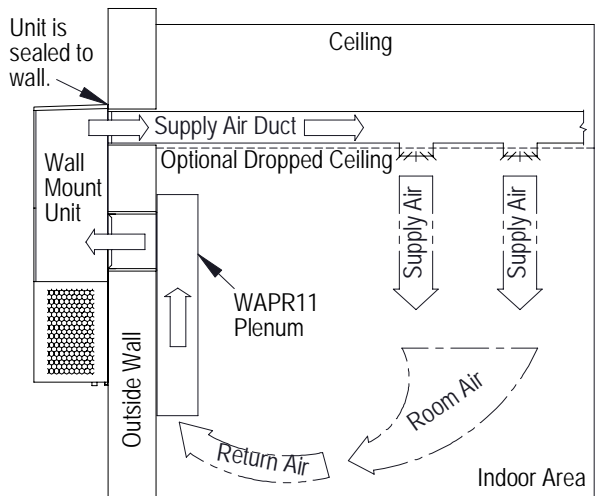 Unit is
sealed to
wall.
Ceiling
Supply Air Duct
Optional Dropped Ceiling
Wall
Mount
Unit
Supply Air
Supply Air
WAPR11
Plenum
Outside Wall
Room Air
Return Air
Indoor Area